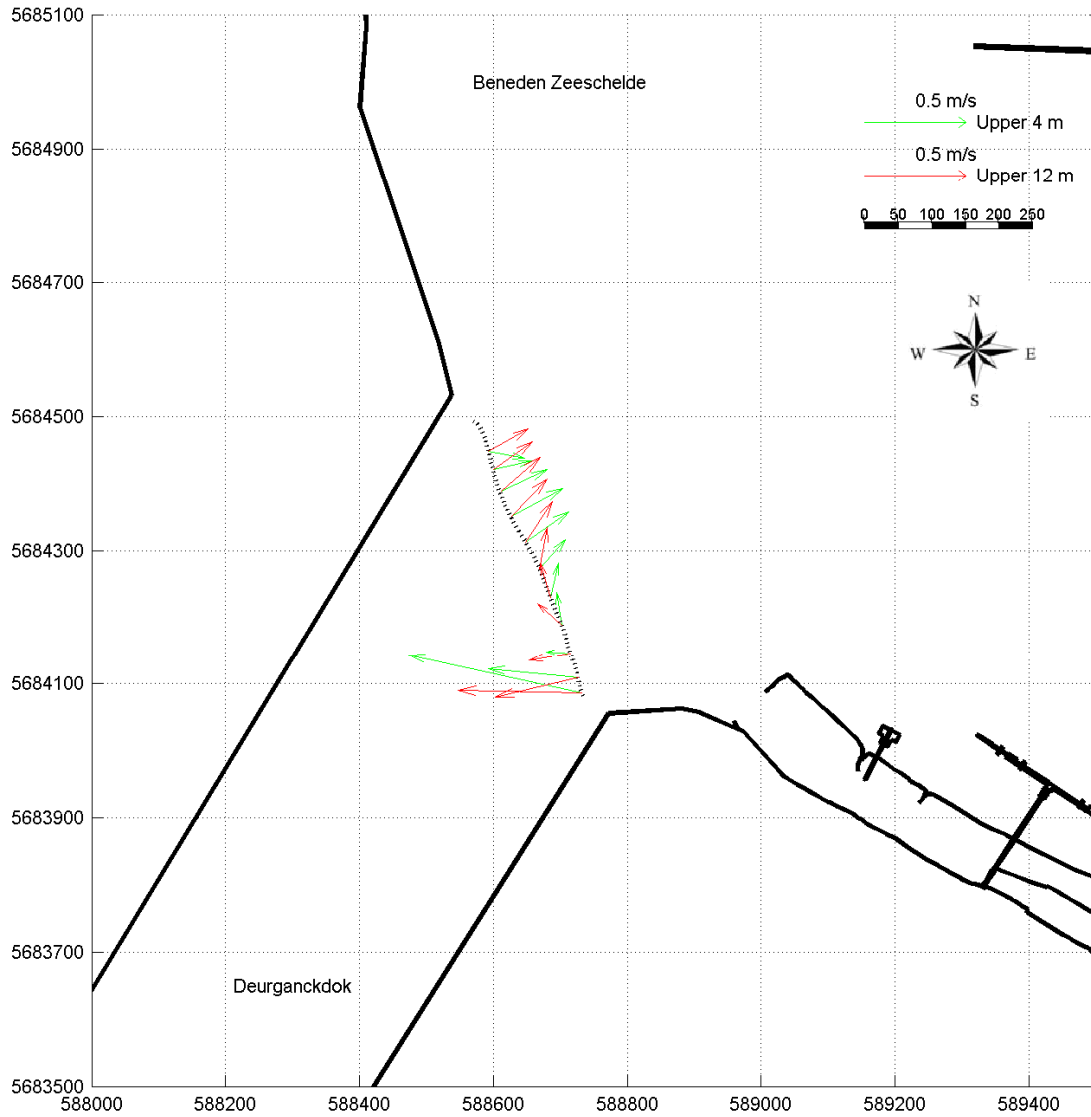 5685100
5684900
5684700
5684500
5684300
5684100
5683900
5683700
5683500
Beneden Zeeschelde
0.5 m/s
Upper 4 m
0.5 m/s
Upper 12 m
0 50 100 150 200 250
N
W E
S
Deurganckdok
588000 588200 588400 588600 588800 589000 589200 589400